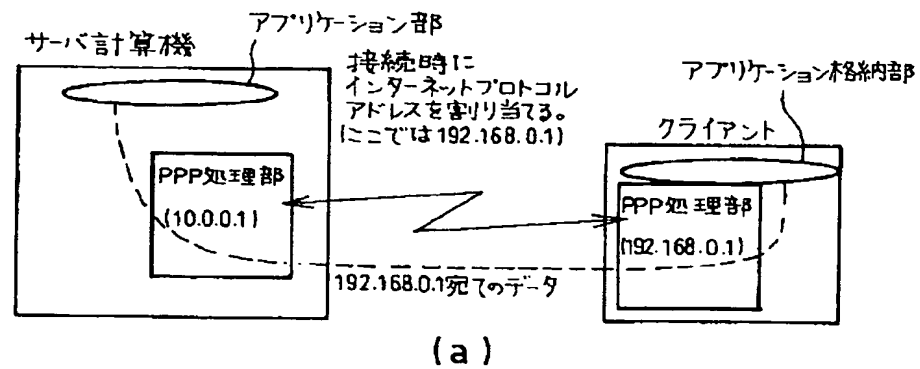 アプリケーション部
サーバ計算機
接続時に
インターネットプロトコル
アドレスを割り当てる。
(ここでは192.168.0.1)
アプリケーション格納部
クライアント
PPP処理部
(10.0.0.1)
PPP処理部
(192.168.0.1)
192.168.0.1宛てのデータ
(a)